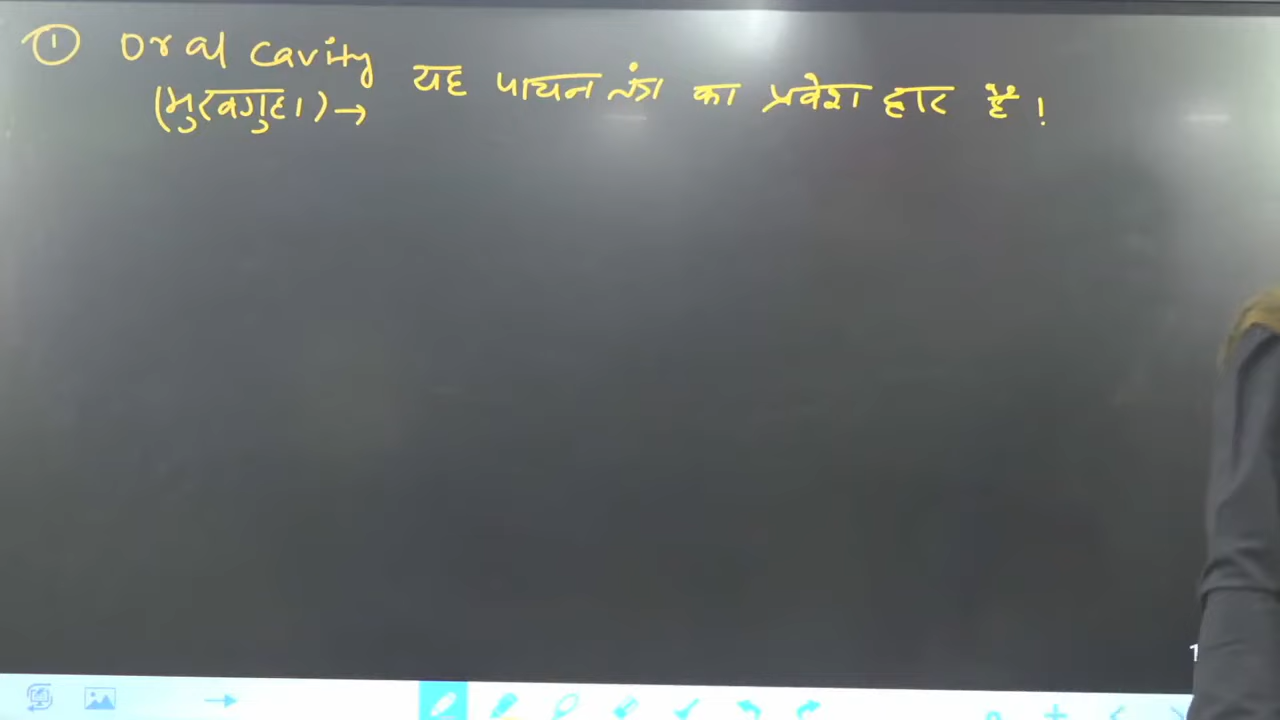 ① Oral cavity
(मुखगुहा) → यह पाचन तंत्र का प्रवेश द्वार है !